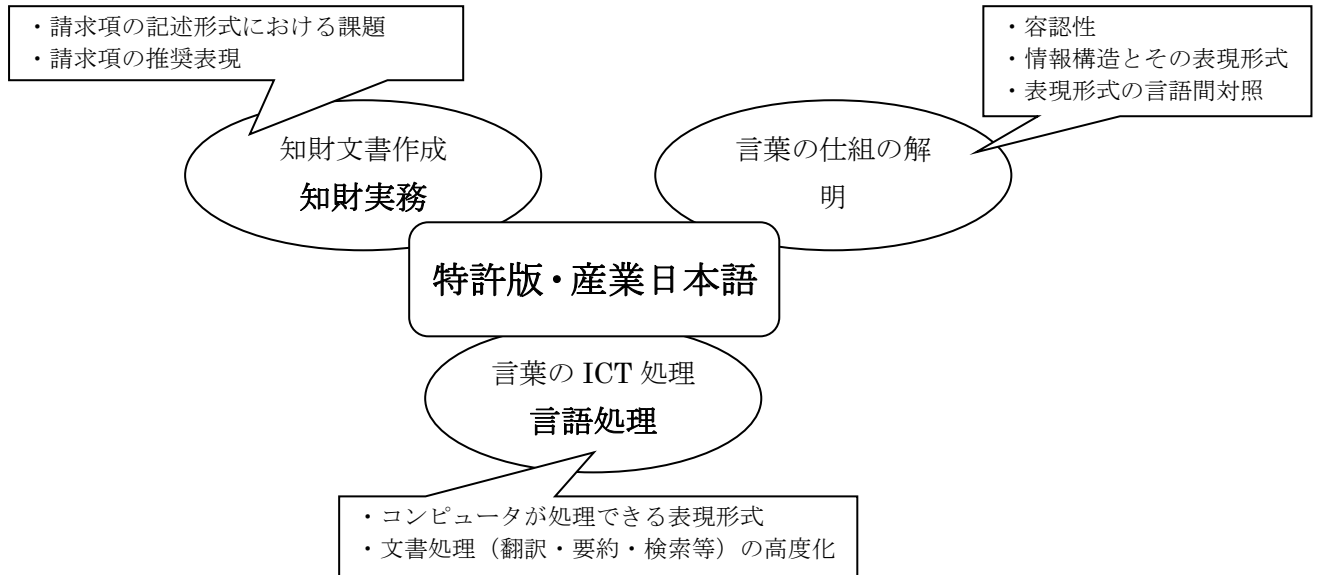 ・請求項の記述形式における課題
・請求項の推奨表現
・容認性
・情報構造とその表現形式
・表現形式の言語間対照
知財文書作成
知財実務
言葉の仕組の解
明
特許版・産業日本語
言葉の ICT 処理
言語処理
・コンピュータが処理できる表現形式
・文書処理（翻訳・要約・検索等）の高度化